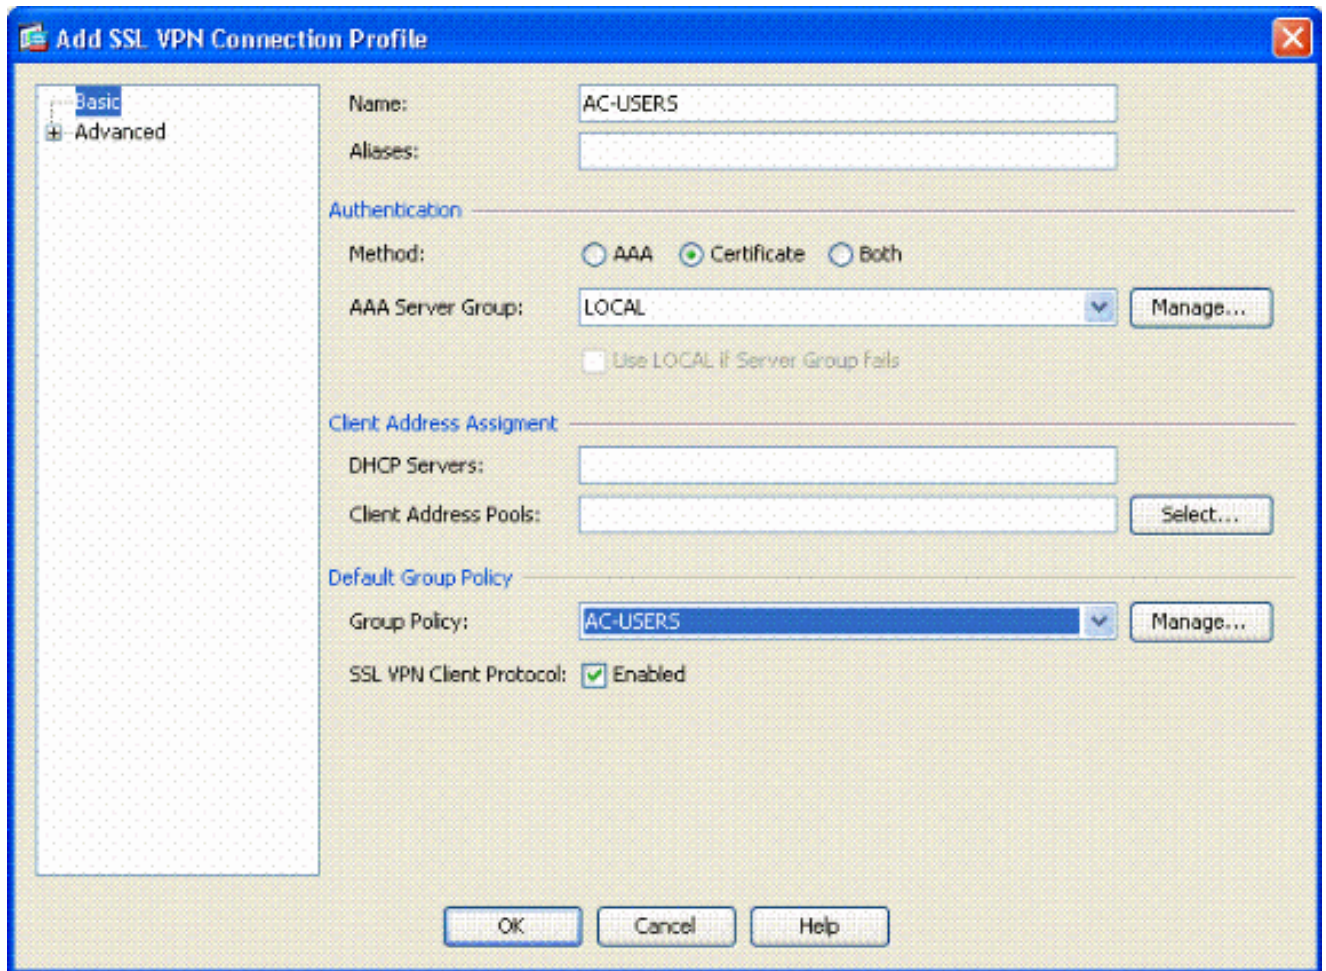 Add SSL VPN Connection Profile
Basic
Advanced
Name: AC-USERS
Aliases:
Authentication
Method: AAA Certificate Both
AAA Server Group: LOCAL Manage...
Use LOCAL if Server Group fails
Client Address Assigment
DHCP Servers:
Client Address Pools: Select...
Default Group Policy
Group Policy: AC-USERS Manage...
SSL VPN Client Protocol: Enabled
OK Cancel Help